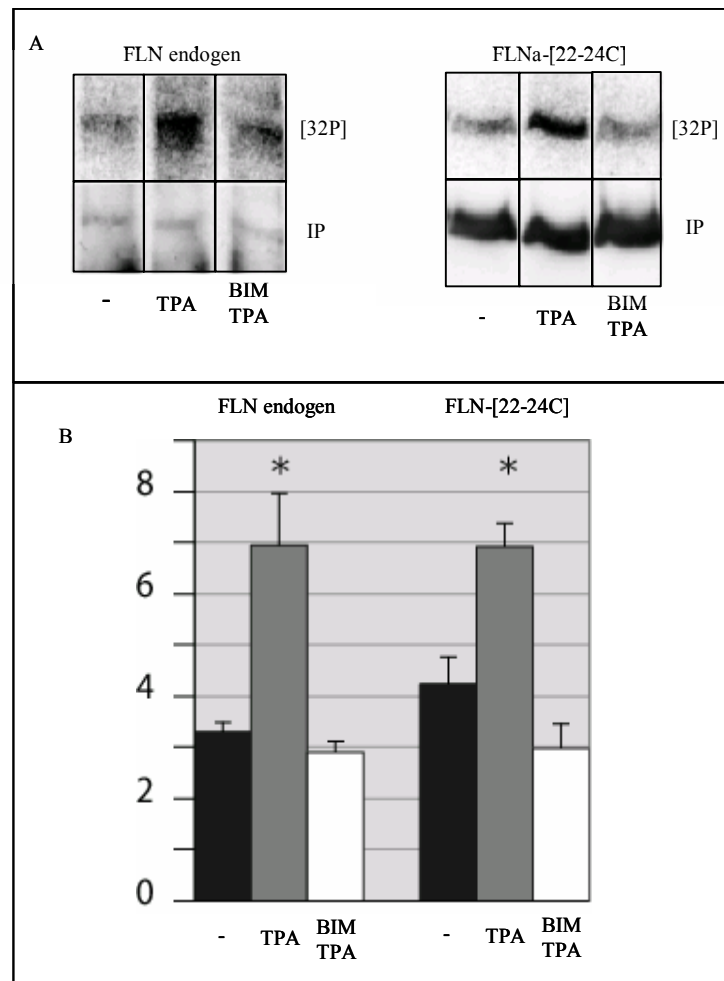 A
FLN endogen
FLNa-[22-24C]
[32P]
[32P]
IP
IP
- TPA BIM TPA
- TPA BIM TPA
B
FLN endogen
FLN-[22-24C]
* *
8
6
4
2
0
- TPA BIM TPA
- TPA BIM TPA